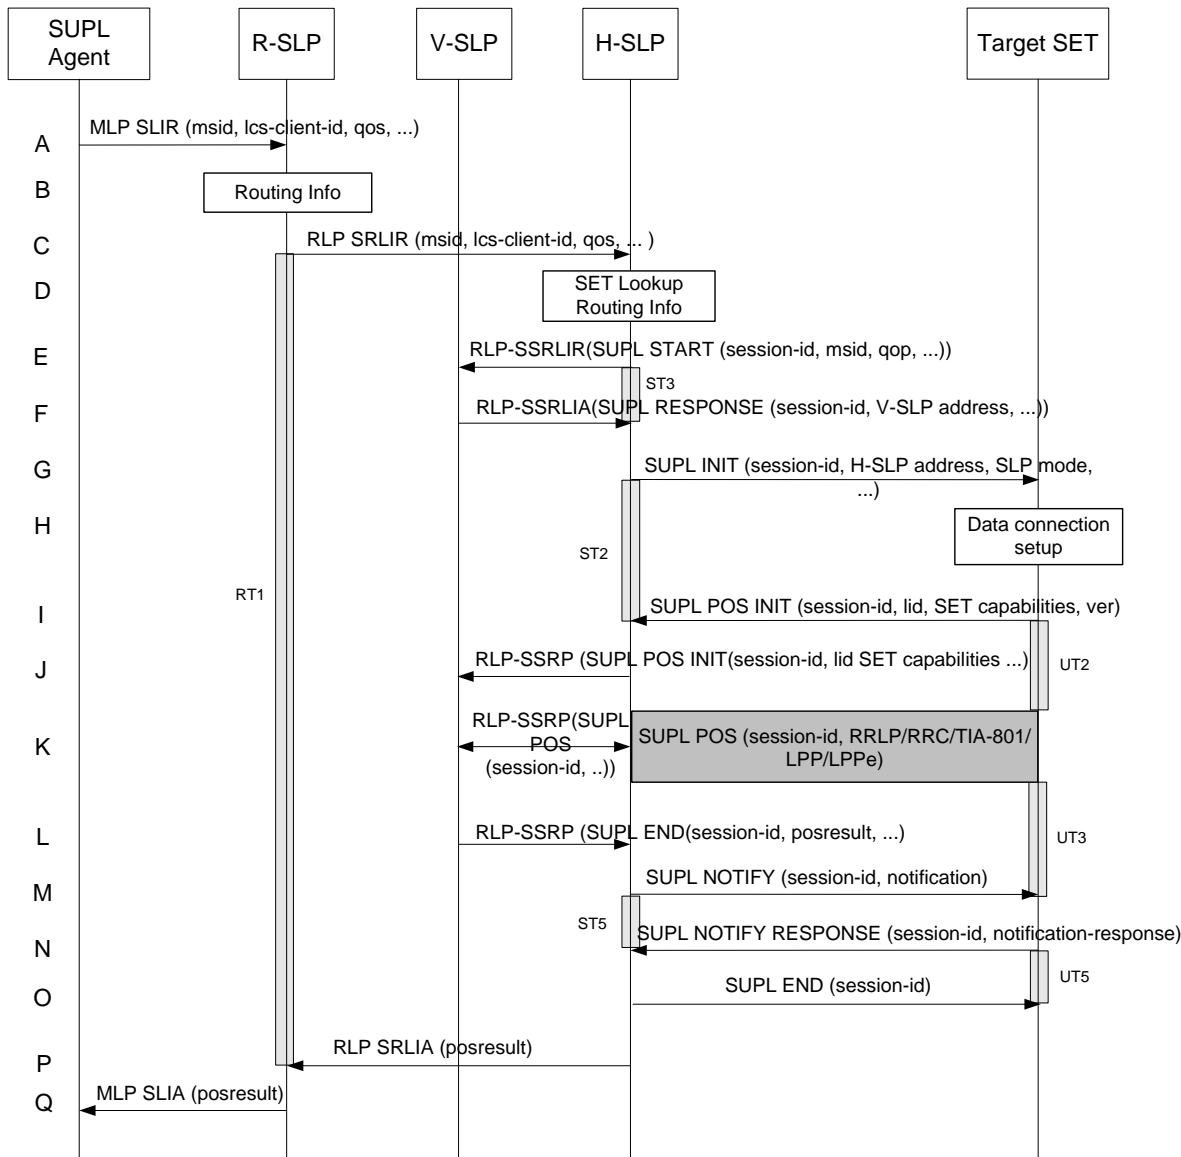 SUPL
Agent
R-SLP
V-SLP
H-SLP
Target SET
A
MLP SLIR (msid, lcs-client-id, qos, ...)
B
Routing Info
C
RLP SRLIR (msid, lcs-client-id, qos, ... )
D
SET Lookup
Routing Info
E
RLP-SSRLIR(SUPL START (session-id, msid, qop, ...))
ST3
F
RLP-SSRLIA(SUPL RESPONSE (session-id, V-SLP address, ...))
G
SUPL INIT (session-id, H-SLP address, SLP mode,
...)
H
Data connection
setup
ST2
RT1
I
SUPL POS INIT (session-id, lid, SET capabilities, ver)
J
RLP-SSRP (SUPL POS INIT(session-id, lid SET capabilities ...)
UT2
K
RLP-SSRP(SUPL
POS
(session-id, ..))
SUPL POS (session-id, RRLP/RRC/TIA-801/
LPP/LPPe)
L
RLP-SSRP (SUPL END(session-id, posresult, ...)
UT3
M
SUPL NOTIFY (session-id, notification)
ST5
N
SUPL NOTIFY RESPONSE (session-id, notification-response)
UT5
O
SUPL END (session-id)
P
RLP SRLIA (posresult)
Q
MLP SLIA (posresult)